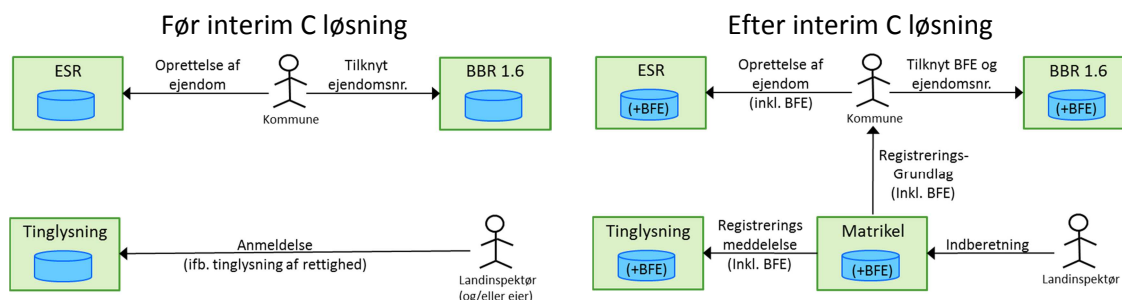 Før interim C løsning
ESR
Oprettelse af
ejendom
Kommune
Tilknyt
ejendomsnr.
BBR 1.6
Tinglysning
Anmeldelse
(ifb. tinglysning af rettighed)
Landinspektør
(og/eller ejer)
Efter interim C løsning
ESR
(+BFE)
Oprettelse af
ejendom
(inkl. BFE)
Kommune
Tilknyt BFE og
ejendomsnr.
BBR 1.6
(+BFE)
Registrerings-
Grundlag
(Inkl. BFE)
Tinglysning
(+BFE)
Registrerings
meddelelse
(Inkl. BFE)
Matrikel
(+BFE)
Indberetning
Landinspektør